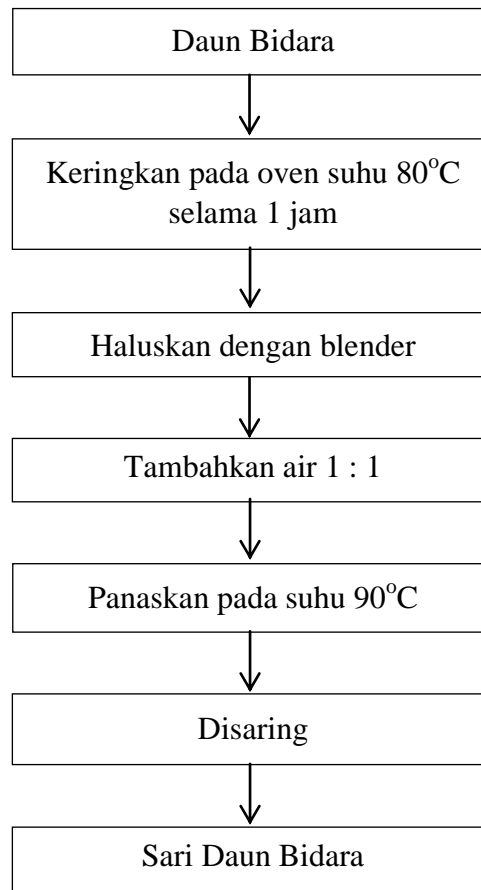 Daun Bidara
Keringkan pada oven suhu 80°C
selama 1 jam
Haluskan dengan blender
Tambahkan air 1 : 1
Panaskan pada suhu 90°C
Disaring
Sari Daun Bidara